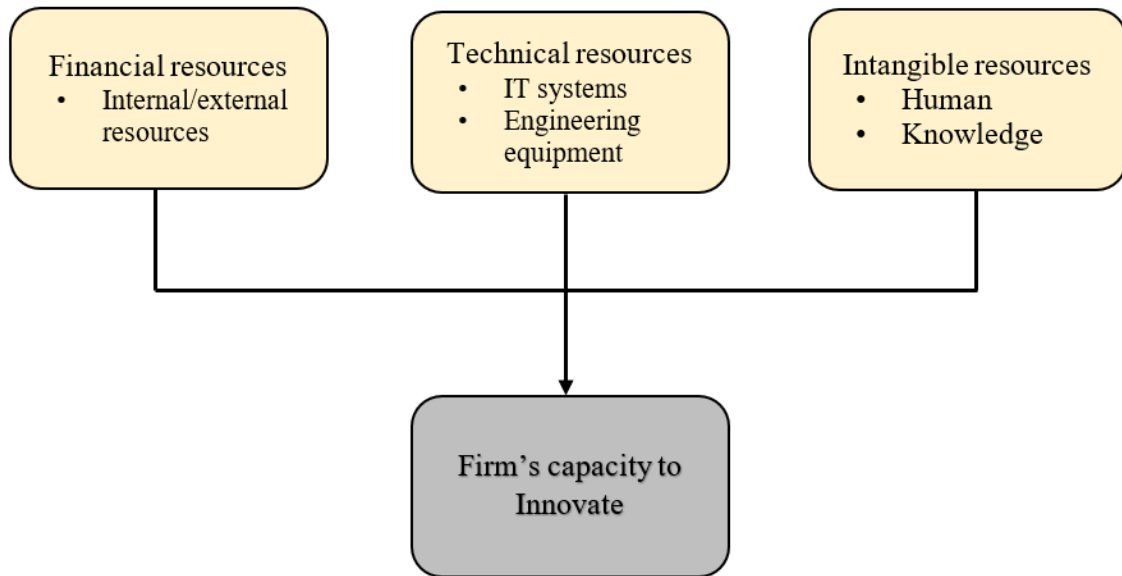 Financial resources
• Internal/external
resources
Technical resources
• IT systems
• Engineering
equipment
Intangible resources
• Human
• Knowledge
Firm’s capacity to
Innovate